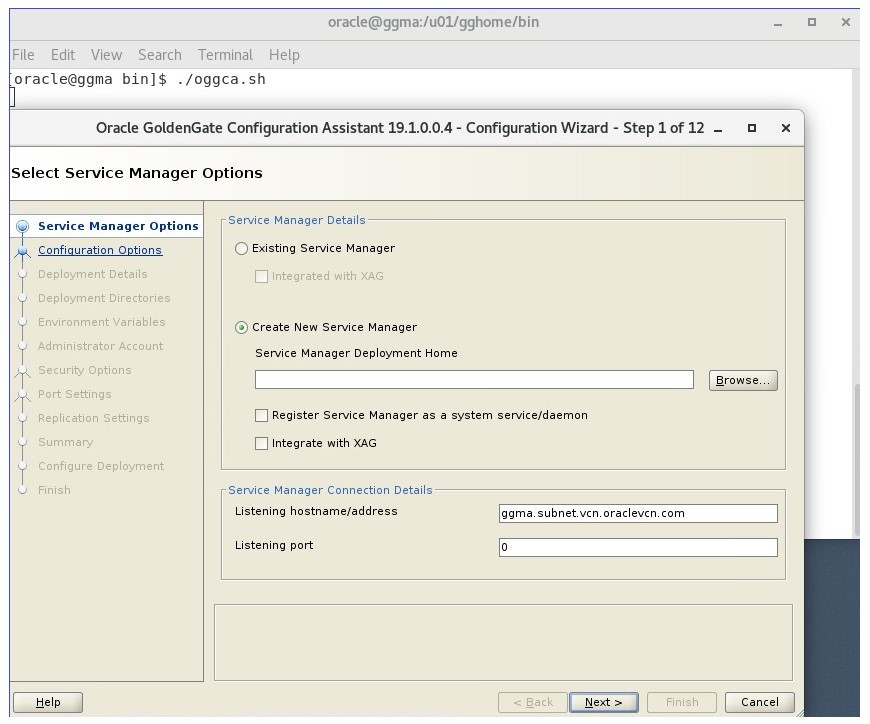 oracle@ggma:/u01/gghome/bin
File Edit View Search Terminal Help
[oracle@ggma bin]$ ./oggca.sh
Oracle GoldenGate Configuration Assistant 19.1.0.0.4 - Configuration Wizard - Step 1 of 12
Select Service Manager Options
Service Manager Options
Configuration Options
Deployment Details
Deployment Directories
Environment Variables
Administrator Account
Security Options
Port Settings
Replication Settings
Summary
Configure Deployment
Finish
Service Manager Details
Existing Service Manager
Integrated with XAG
Create New Service Manager
Service Manager Deployment Home
Browse...
Register Service Manager as a system service/daemon
Integrate with XAG
Service Manager Connection Details
Listening hostname/address ggma.subnet.vcn.oraclevcn.com
Listening port 0
Help < Back Next > Finish Cancel